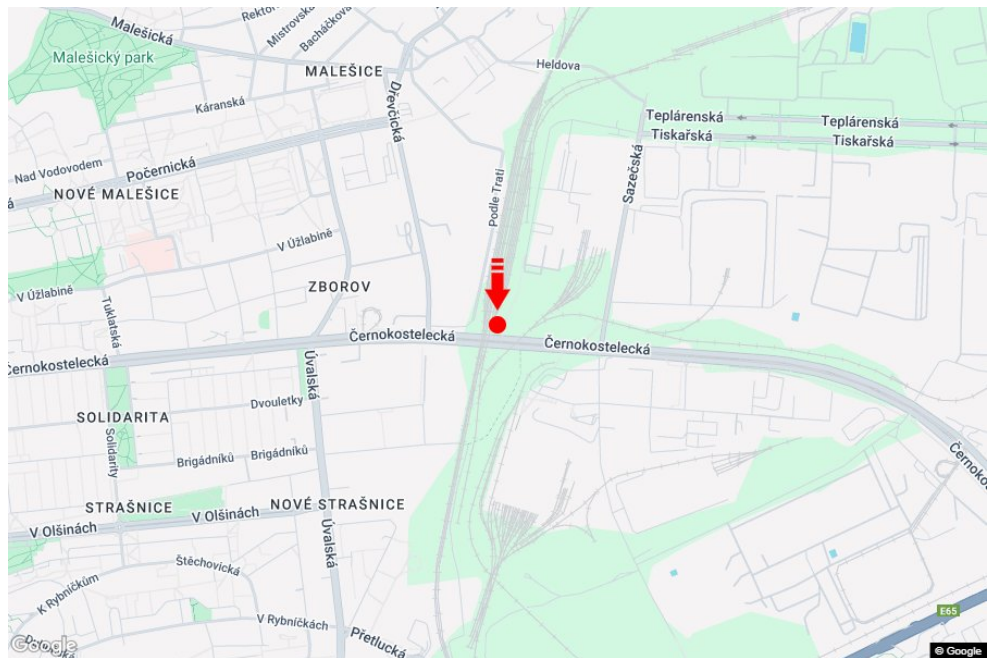 Rektor
Mistrovská
Bacháčkova
Malešická
Malešický park
MALEŠICE
Heldova
Káranská
Dřevčická
Teplárenská
Teplárenská
Tiskařská
Tiskařská
Počernická
Nad Vodovodem
NOVÉ MALEŠICE
Sazečská
Podle Trati
V Úžlabině
V Úžlabině
ZBOROV
Tuklatská
Černokostelecká
Černokostelecká
Černokostelecká
Úvalská
Dvouletky
SOLIDARITA
Solidarity
Brigádníků
Brigádníků
STRAŠNICE
NOVÉ STRAŠNICE
V Olšinách
V Olšinách
Úvalská
Štěchovická
K Rybníčkům
V Rybníčkách
Přetlucká
E65
Google
© Google